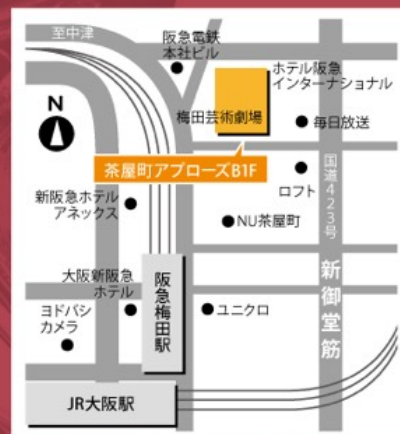 至中津
阪急電鉄
本社ビル
ホテル阪急
インターナショナル
梅田芸術劇場
毎日放送
N
茶屋町アプローズB1F
国道423号
ロフト
新阪急ホテル
アネックス
NU茶屋町
新御堂筋
大阪新阪急
ホテル
阪急梅田駅
ヨドバシ
カメラ
ユニクロ
JR大阪駅